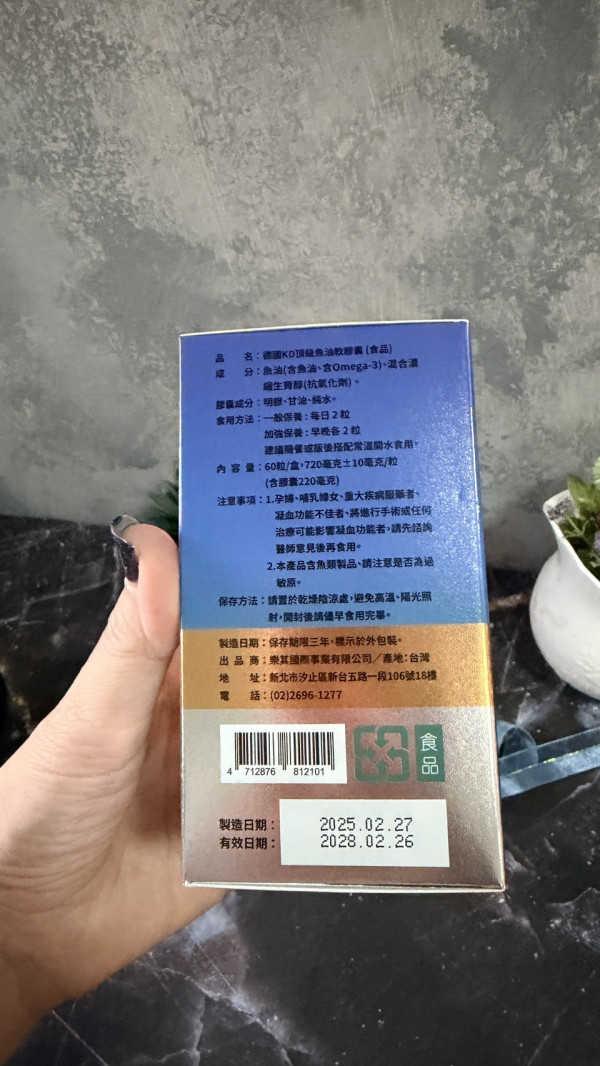 品　　名：德國KD頂級魚油軟膠囊 (食品)
成　　分：魚油(含魚油、含Omega-3)、混合濃
縮生育醇(抗氧化劑)。
膠囊成分：明膠、甘油、純水。
食用方法：一般保養：每日2粒
加強保養：早晚各2粒
建議隨餐或飯後搭配常溫開水食用。
內 容 量：60粒/盒，720毫克±10毫克/粒
(含膠囊220毫克)
注意事項：1.孕婦、哺乳婦女、重大疾病服藥者、
凝血功能不佳者、將進行手術或任何
治療可能影響凝血功能者，請先諮詢
醫師意見後再食用。
2.本產品含魚類製品、請注意是否為過
敏原。
保存方法：請置於乾燥陰涼處，避免高溫、陽光照
射，開封後請儘早食用完畢。
製造日期：保存期限三年，標示於外包裝。
出 品 商：樂其國際事業有限公司／產地：台灣
地　　址：新北市汐止區新台五路一段106號18樓
電　　話：(02)2696-1277
4 712876 812101
食品
製造日期：2025.02.27
有效日期：2028.02.26